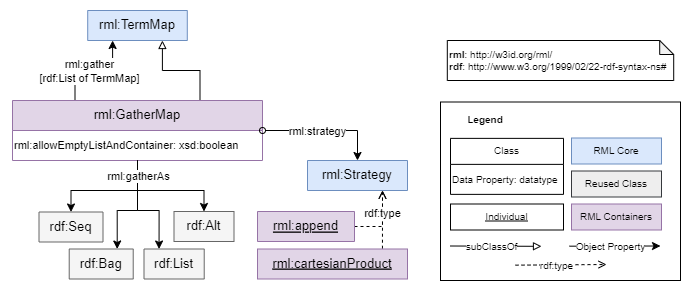 rml:TermMap
rml:gather
[rdf:List of TermMap]
rml: http://w3id.org/rml/
rdf: http://www.w3.org/1999/02/22-rdf-syntax-ns#
rml:GatherMap
rml:allowEmptyListAndContainer: xsd:boolean
rml:strategy
rml:gatherAs
rml:Strategy
rdf:Seq
rdf:Alt
rdf:Bag
rdf:List
rdf:type
rml:append
rml:cartesianProduct
Legend
Class
Data Property: datatype
Individual
RML Core
Reused Class
RML Containers
subClassOf
Object Property
rdf:type